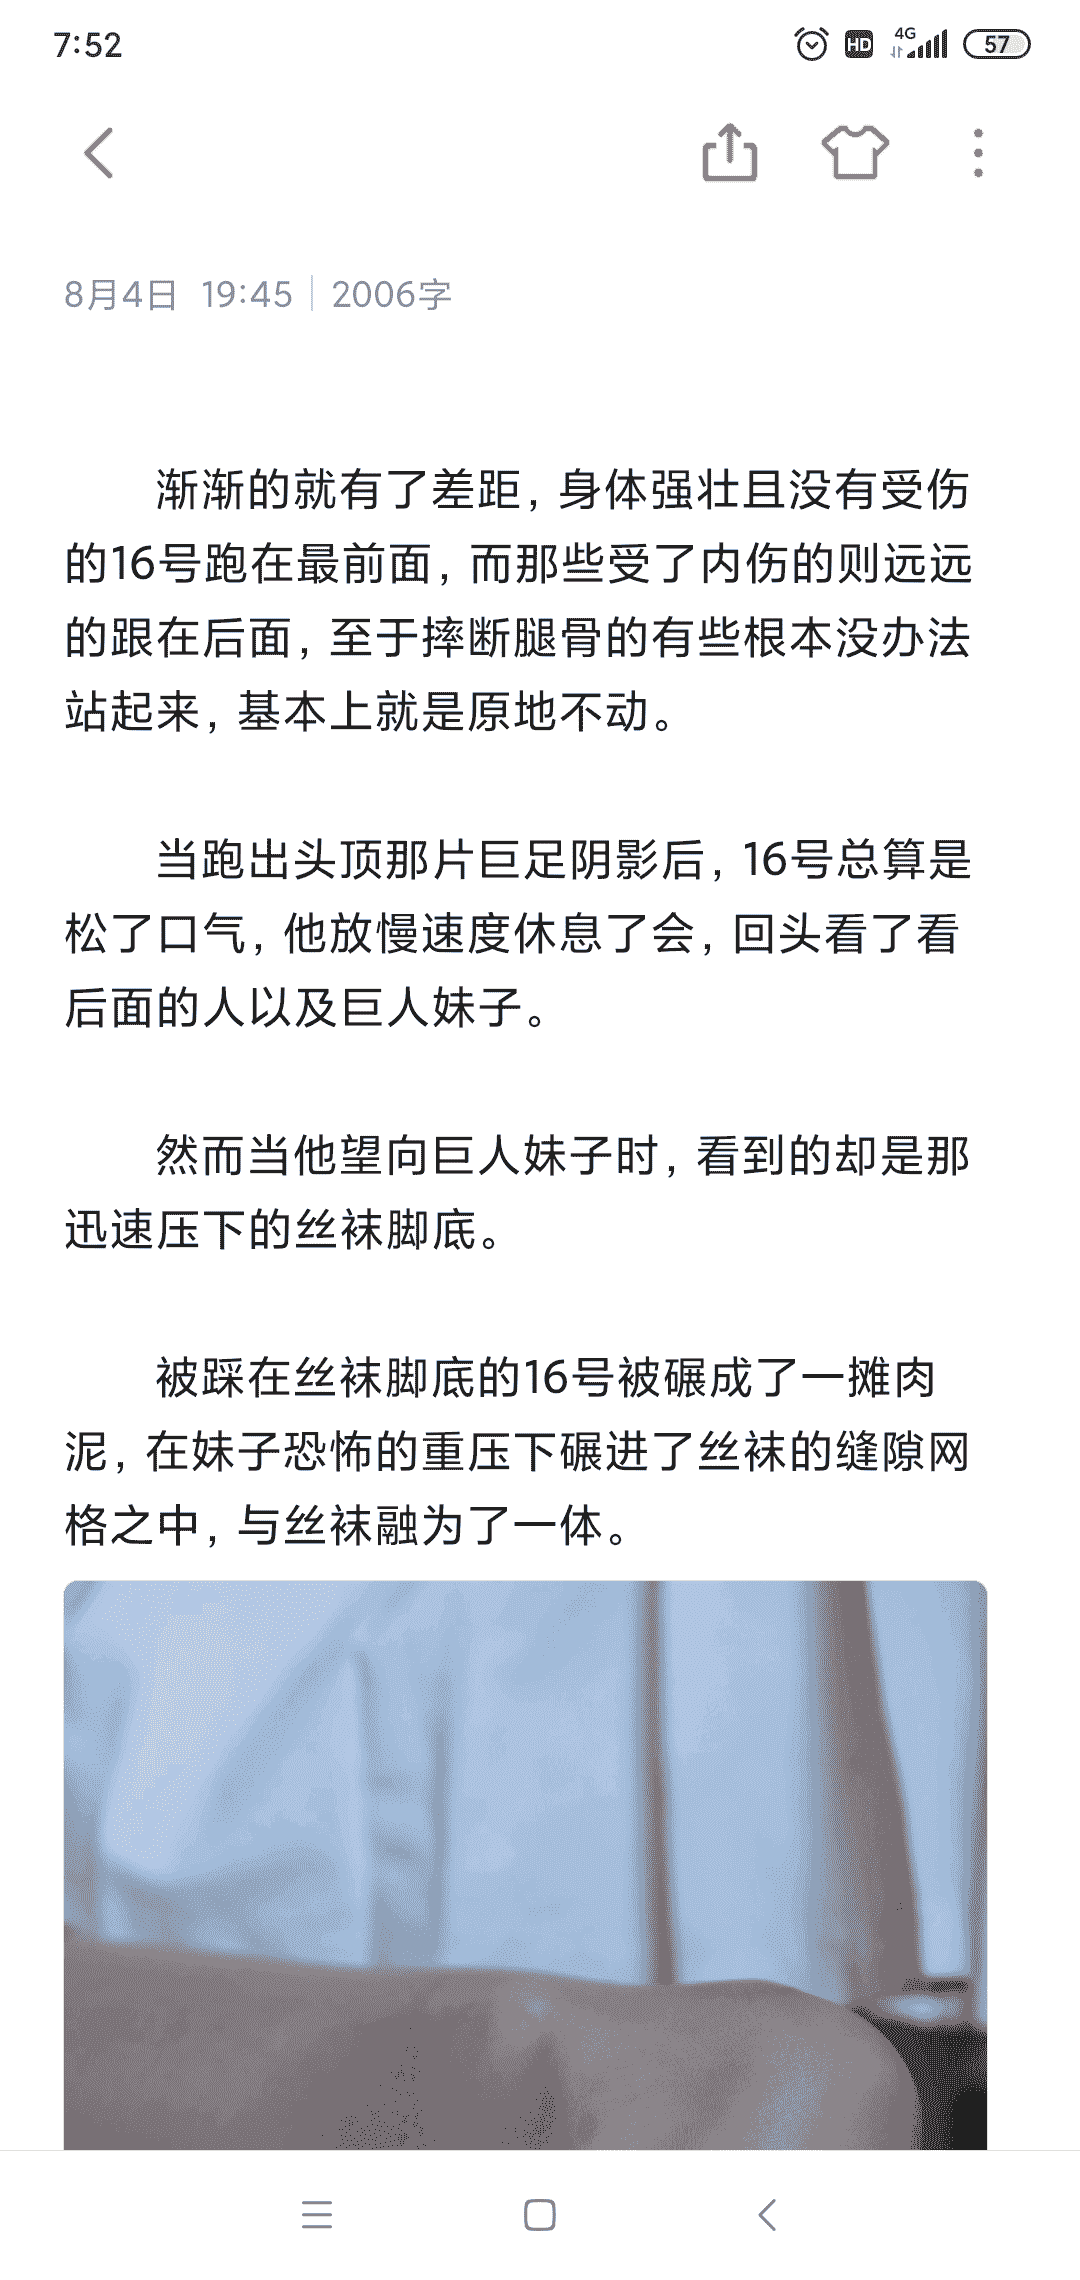 7:52
HD 4G 57
8月4日 19:45 2006字
渐渐的就有了差距,身体强壮且没有受伤
的16号跑在最前面,而那些受了内伤的则远远
的跟在后面,至于摔断腿骨的有些根本没办法
站起来,基本上就是原地不动。
当跑出头顶那片巨足阴影后,16号总算是
松了口气,他放慢速度休息了会,回头看了看
后面的人以及巨人妹子。
然而当他望向巨人妹子时,看到的却是那
迅速压下的丝袜脚底。
被踩在丝袜脚底的16号被碾成了一摊肉
泥,在妹子恐怖的重压下碾进了丝袜的缝隙网
格之中,与丝袜融为了一体。